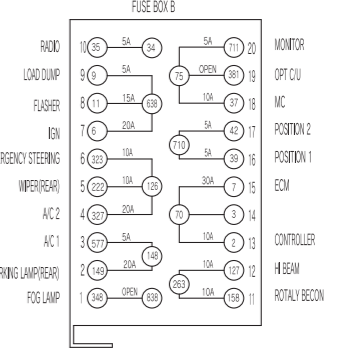 FUSE BOX B
RADIO 10 35 5A 34 5A 711 20 MONITOR
LOAD DUMP 9 9 5A 75 OPEN 381 19 OPT C/U
FLASHER 8 11 15A 638 10A 37 18 MC
IGN 7 6 20A 5A 42 17 POSITION 2
710
RGENCY STEERING 6 323 10A 5A 39 16 POSITION 1
WIPER(REAR) 5 222 10A 126 30A 7 15 ECM
A/C 2 4 327 20A 70 3 14
A/C 1 3 577 5A 10A 2 13 CONTROLLER
148
RKING LAMP(REAR) 2 149 20A 10A 127 12 HI BEAM
263
FOG LAMP 1 348 OPEN 838 10A 158 11 ROTALY BECON